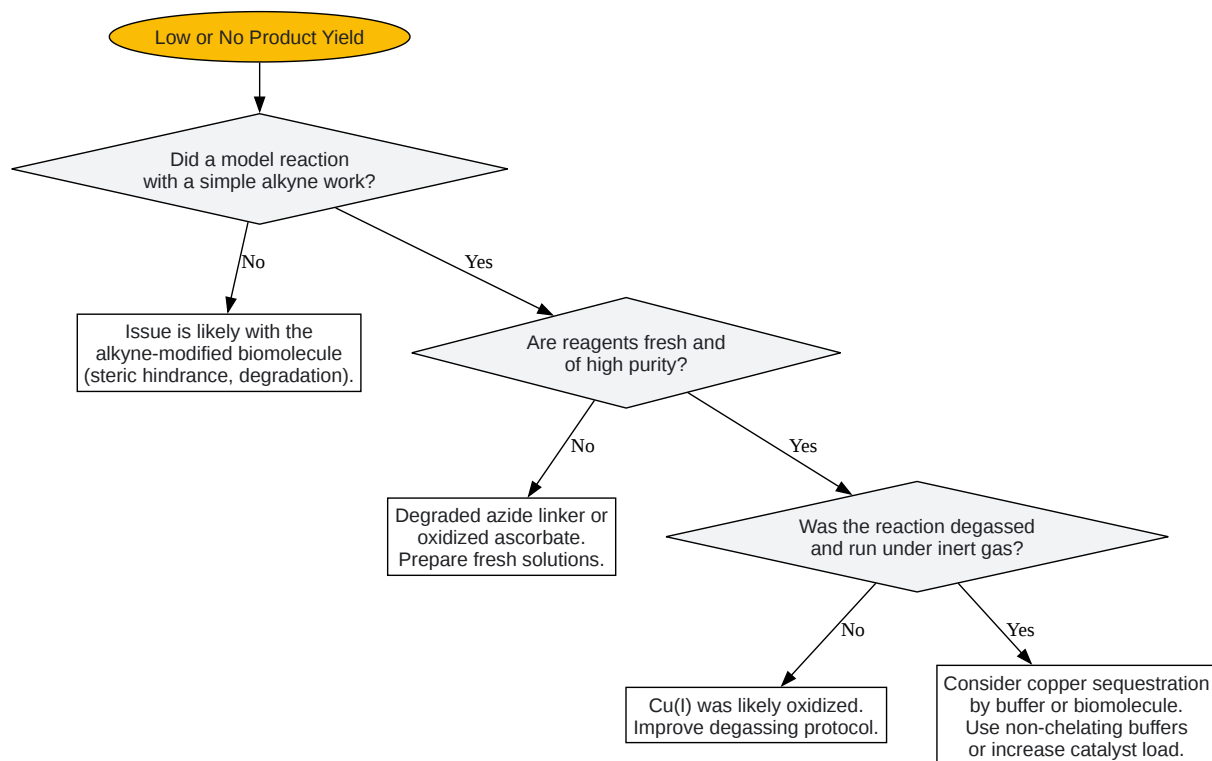 Low or No Product Yield
Did a model reaction
with a simple alkyne work?
No
Yes
Issue is likely with the
alkyne-modified biomolecule
(steric hindrance, degradation).
Are reagents fresh and
of high purity?
No
Yes
Degraded azide linker or
oxidized ascorbate.
Prepare fresh solutions.
Was the reaction degassed
and run under inert gas?
No
Yes
Cu(I) was likely oxidized.
Improve degassing protocol.
Consider copper sequestration
by buffer or biomolecule.
Use non-chelating buffers
or increase catalyst load.